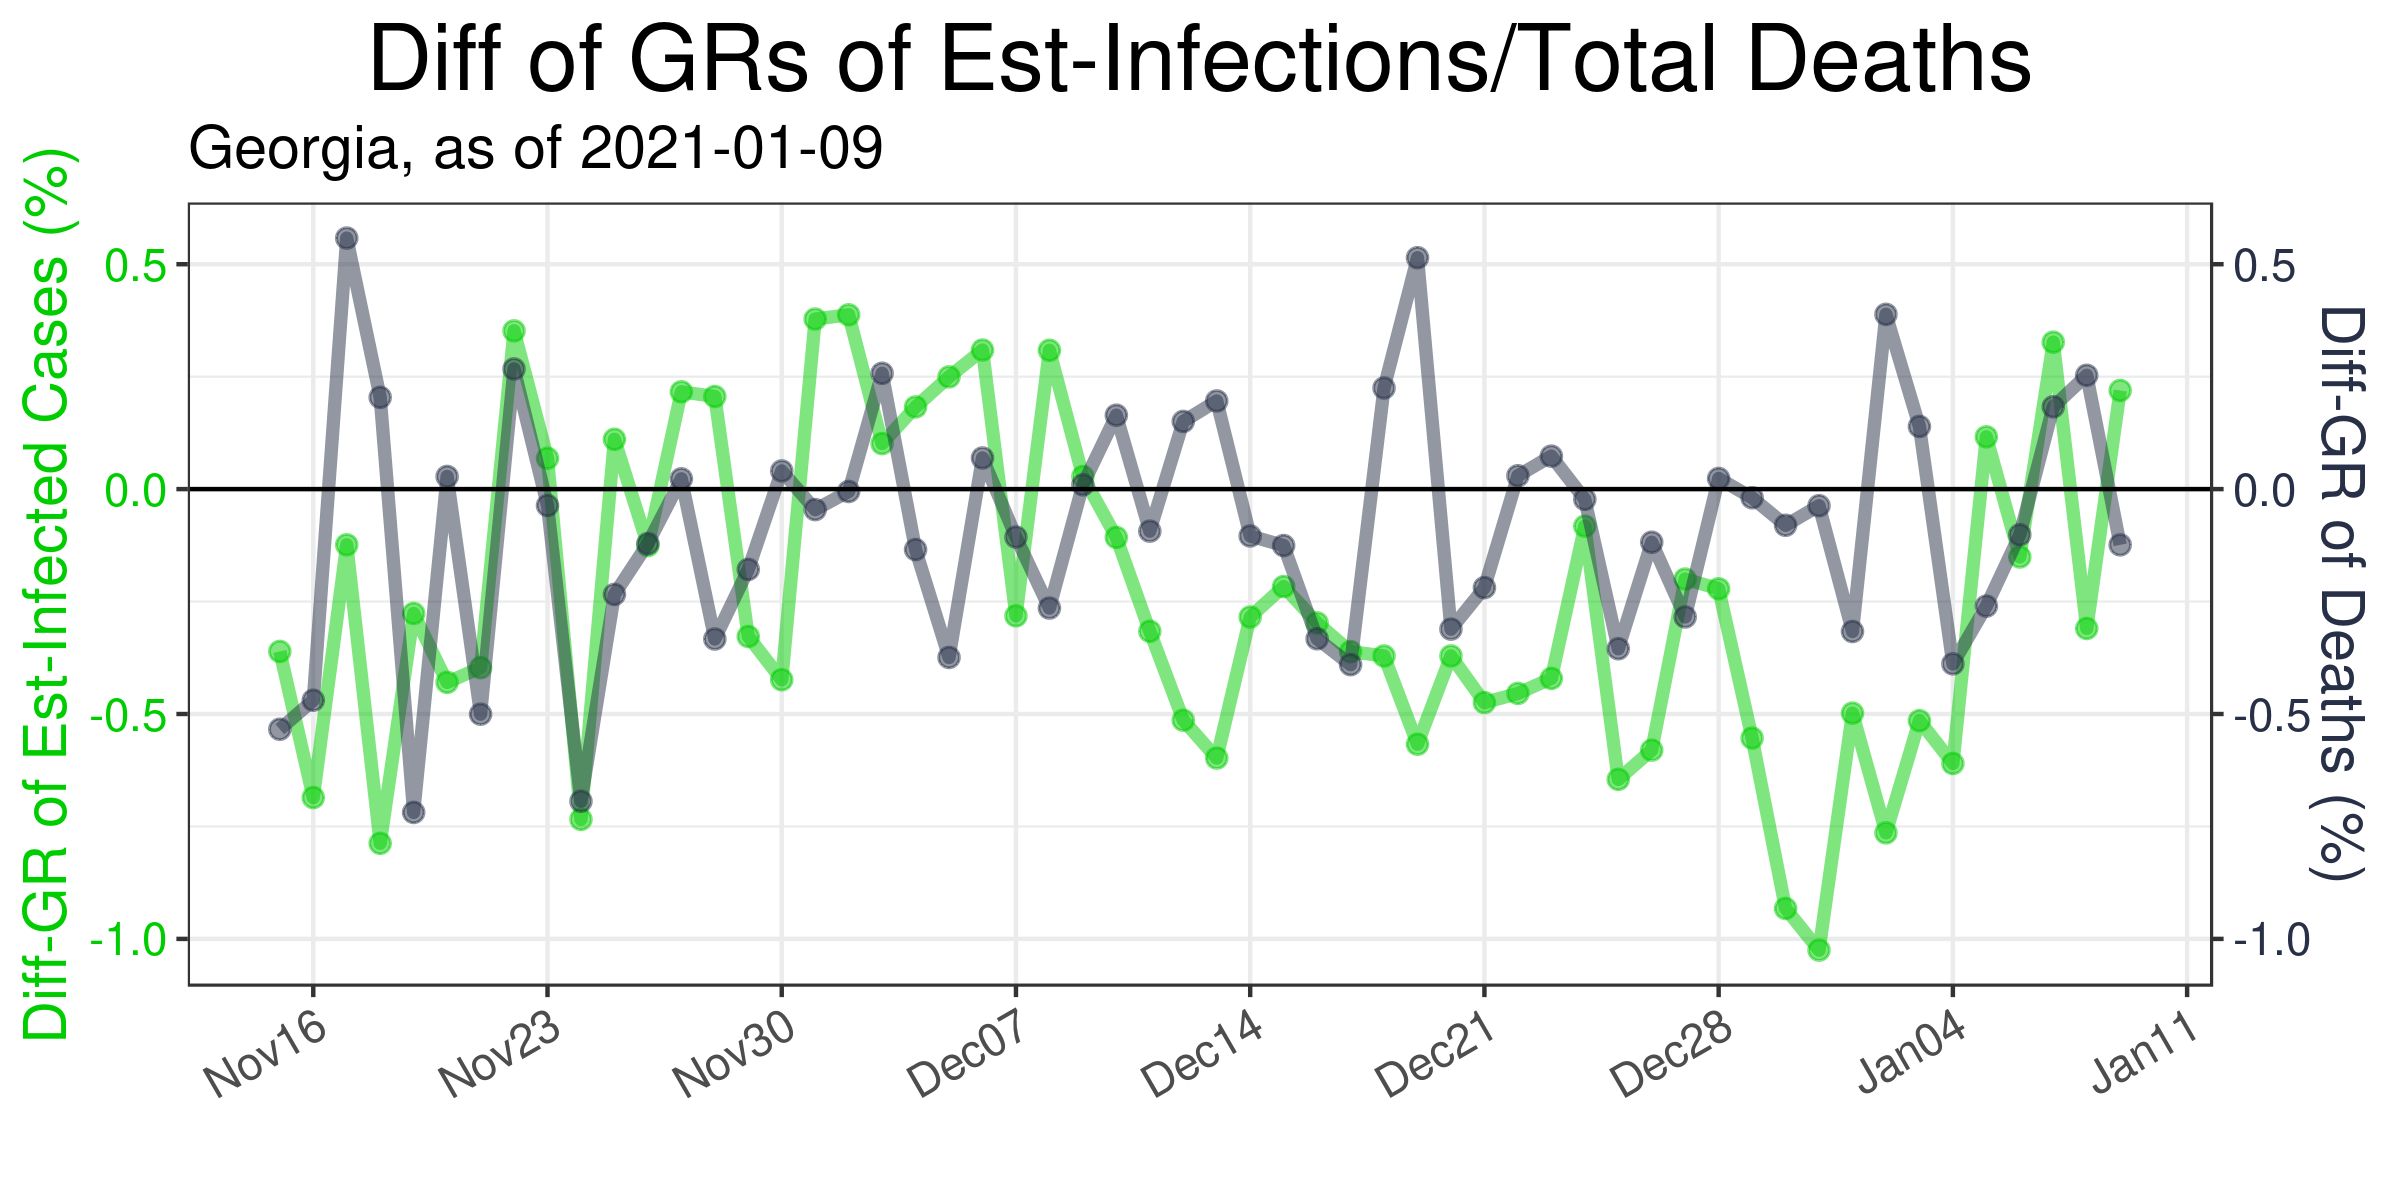 Diff of GRs of Est-Infections/Total Deaths
Georgia, as of 2021-01-09
Diff-GR of Est-Infected Cases (%)
0.5
0.0
-0.5
-1.0
0.5
0.0
-0.5
-1.0
Diff-GR of Deaths (%)
Nov16
Nov23
Nov30
Dec07
Dec14
Dec21
Dec28
Jan04
Jan11